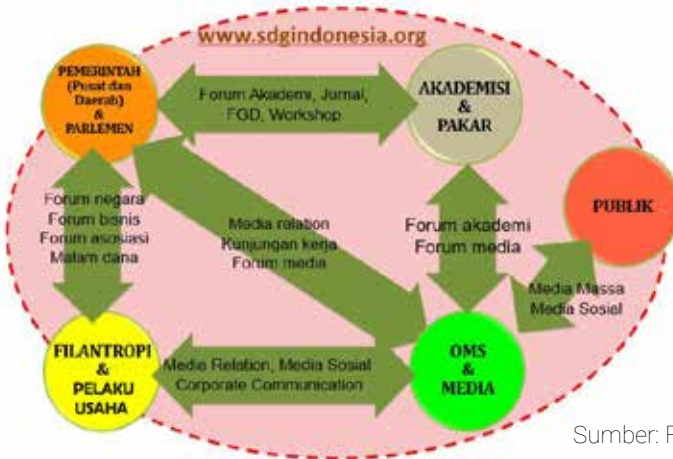 www.sdgindonesia.org
PEMERINTAH
(Pusat dan
Daerah)
&
PARLEMEN
Forum Akademi, Jurnal,
FGD, Workshop
AKADEMISI
&
PAKAR
Forum negara
Forum bisnis
Forum asosiasi
Malam dana
Media relation
Kunjungan kerja
Forum media
Forum akademi
Forum media
PUBLIK
Media Massa
Media Sosial
FILANTROPI
&
PELAKU
USAHA
Media Relation, Media Sosial
Corporate Communication
OMS
&
MEDIA
Sumber: